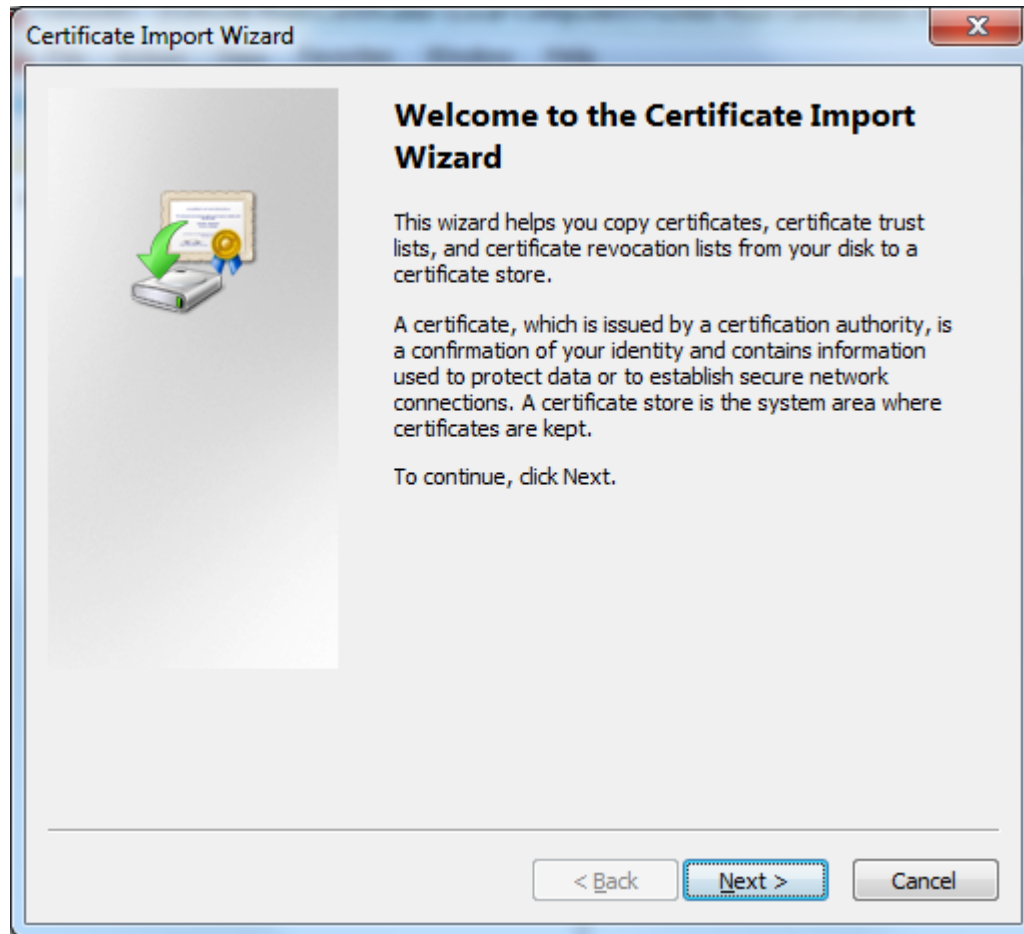 Certificate Import Wizard
Welcome to the Certificate Import
Wizard
This wizard helps you copy certificates, certificate trust
lists, and certificate revocation lists from your disk to a
certificate store.
A certificate, which is issued by a certification authority, is
a confirmation of your identity and contains information
used to protect data or to establish secure network
connections. A certificate store is the system area where
certificates are kept.
To continue, click Next.
< Back Next > Cancel